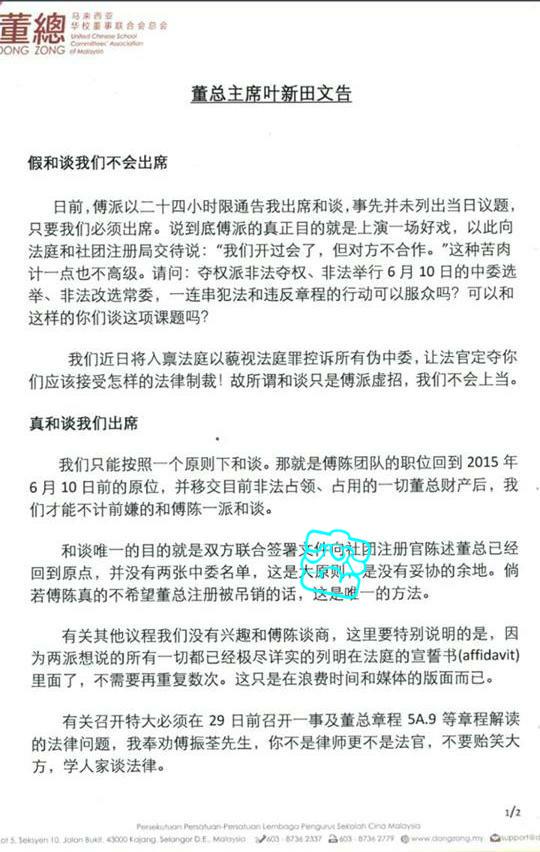 董總
DONG ZONG
马来西亚
华校董事联合会总会
United Chinese School
Committees' Association
of Malaysia
董总主席叶新田文告
假和谈我们不会出席
日前,傅派以二十四小时限通告我出席和谈,事先并未列出当日议题,
只要我们必须出席。说到底傅派的真正目的就是上演一场好戏,以此向
法庭和社团注册局交待说:“我们开过会了,但对方不合作。”这种苦肉
计一点也不高级。请问:夺权派非法夺权、非法举行 6 月 10 日的中委选
举、非法改选常委,一连串犯法和违反章程的行动可以服众吗?可以和
这样的你们谈这项课题吗?
我们近日将入禀法庭以藐视法庭罪控诉所有伪中委,让法官定夺你
们应该接受怎样的法律制裁!故所谓和谈只是傅派虚招,我们不会上当。
真和谈我们出席
我们只能按照一个原则下和谈。那就是傅陈团队的职位回到 2015 年
6 月 10 日前的原位,并移交目前非法占领、占用的一切董总财产后,我
们才能不计前嫌的和傅陈一派和谈。
和谈唯一的目的就是双方联合签署文件向社团注册官陈述董总已经
回到原点,并没有两张中委名单,这是大原则,是没有妥协的余地。倘
若傅陈真的不希望董总注册被吊销的话,这是唯一的方法。
有关其他议程我们没有兴趣和傅陈谈商,这里要特别说明的是,因
为两派想说的所有一切都已经极尽详实的列明在法庭的宣誓书(affidavit)
里面了,不需要再重复数次。这只是在浪费时间和媒体的版面而已。
有关召开特大必须在 29 日前召开一事及董总章程 5A.9 等章程解读
的法律问题,我奉劝傅振荃先生,你不是律师更不是法官,不要贻笑大
方,学人家谈法律。
1/2
Persekutuan Persatuan-Persatuan Lembaga Pengurus Sekolah Cina Malaysia
ot 5, Seksyen 10, Jalan Bukit, 43000 Kajang, Selangor D.E., Malaysia 603-8736 2337 603-8736 2779 www.dongzong.my support@d